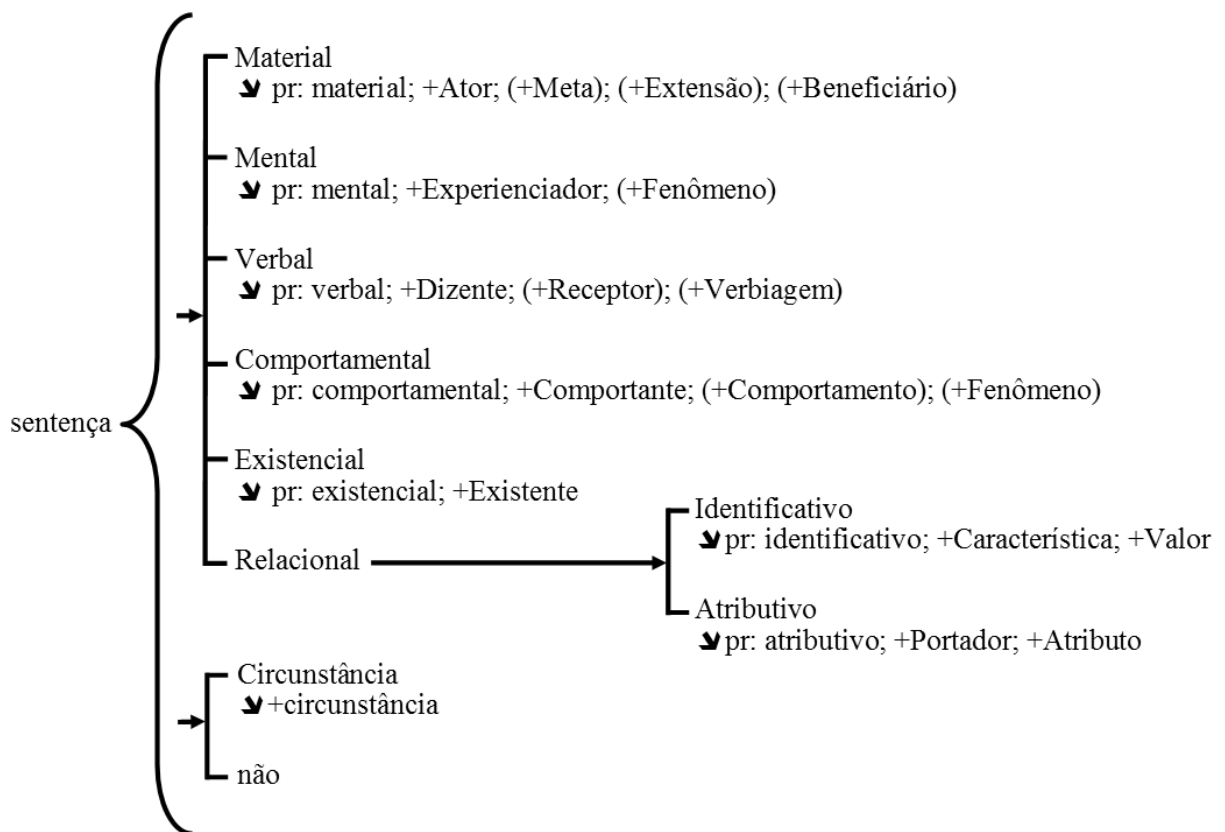 Material
pr: material; +Ator; (+Meta); (+Extensão); (+Beneficiário)
Mental
pr: mental; +Experienciador; (+Fenômeno)
Verbal
pr: verbal; +Dizente; (+Receptor); (+Verbiagem)
Comportamental
pr: comportamental; +Comportante; (+Comportamento); (+Fenômeno)
sentença
Existencial
pr: existencial; +Existente
Relacional
Identificativo
pr: identificativo; +Característica; +Valor
Atributivo
pr: atributivo; +Portador; +Atributo
Circunstância
+circunstância
não